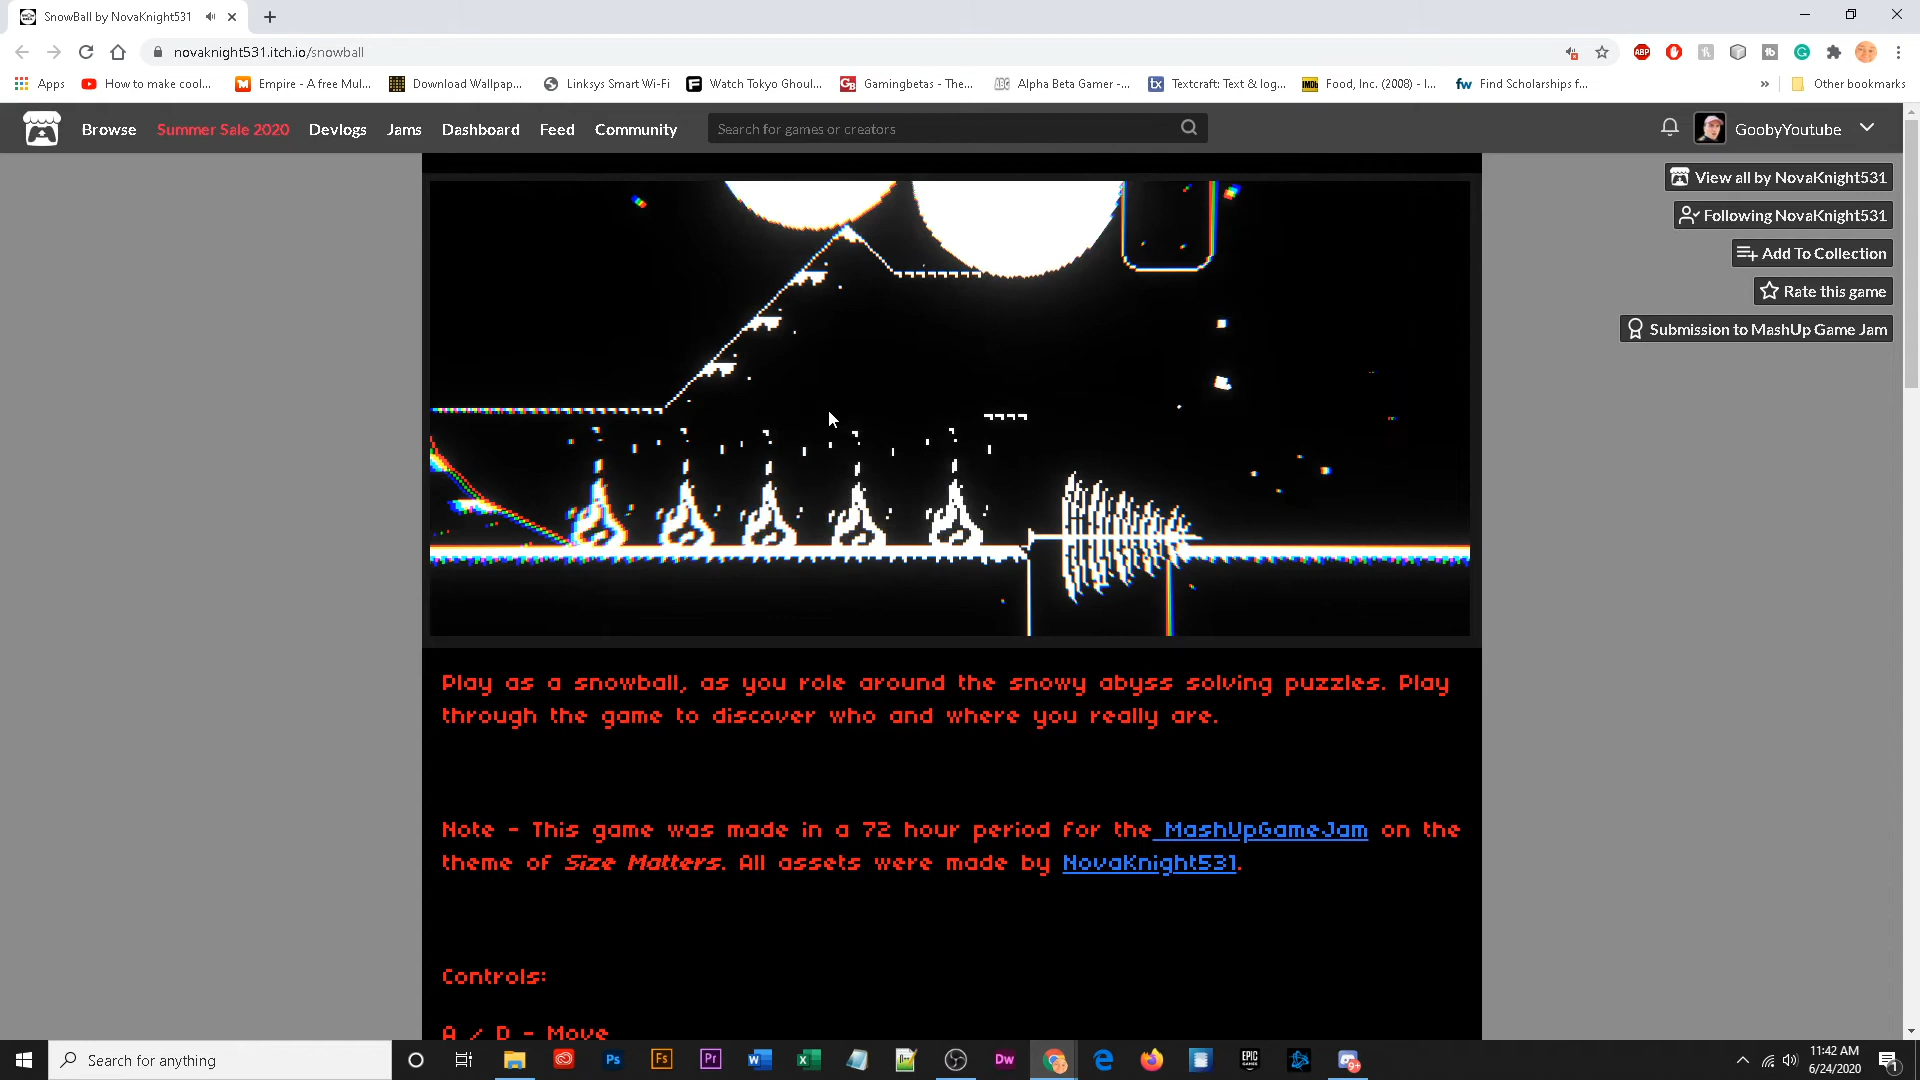 SnowBall by NovaKnight531
novaknight531.itch.io/snowball
ABP
Apps
How to make cool...
Empire - A free Mul...
Download Wallpap...
Linksys Smart Wi-Fi
Watch Tokyo Ghoul...
Gamingbetas - The...
Alpha Beta Gamer -...
Textcraft: Text & log...
Food, Inc. (2008) - I...
Find Scholarships f...
»
Other bookmarks
Browse
Summer Sale 2020
Devlogs
Jams
Dashboard
Feed
Community
Search for games or creators
GoobyYoutube
View all by NovaKnight531
Following NovaKnight531
Add To Collection
Rate this game
Submission to MashUp Game Jam
Play as a snowball, as you role around the snowy abyss solving puzzles. Play
through the game to discover who and where you really are.
Note - This game was made in a 72 hour period for the MashUpGameJam on the
theme of Size Matters. All assets were made by NovaKnight531.
Controls:
A / D - Move
Search for anything
11:42 AM
6/24/2020